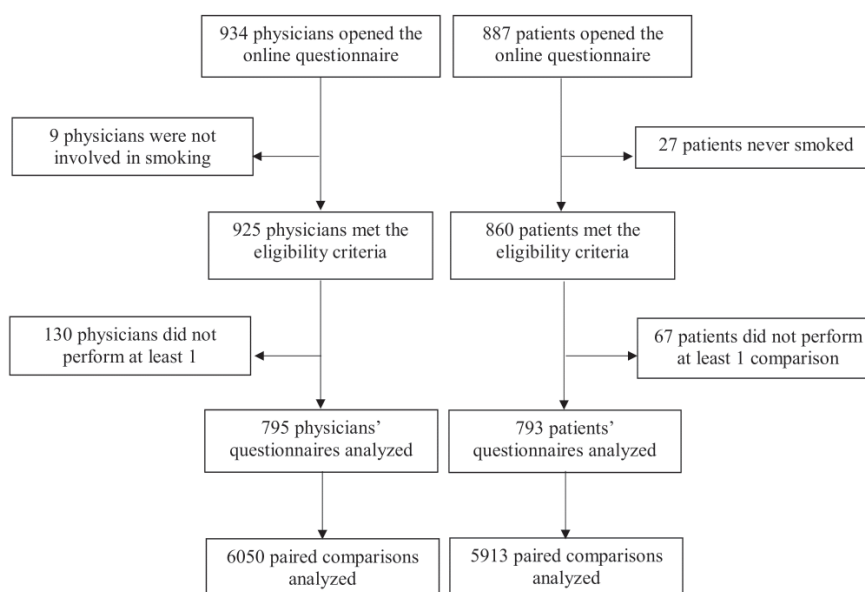 934 physicians opened the
online questionnaire
887 patients opened the
online questionnaire
9 physicians were not
involved in smoking
27 patients never smoked
925 physicians met the
eligibility criteria
860 patients met the
eligibility criteria
130 physicians did not
perform at least 1
67 patients did not perform
at least 1 comparison
795 physicians’
questionnaires analyzed
793 patients’
questionnaires analyzed
6050 paired comparisons
analyzed
5913 paired comparisons
analyzed